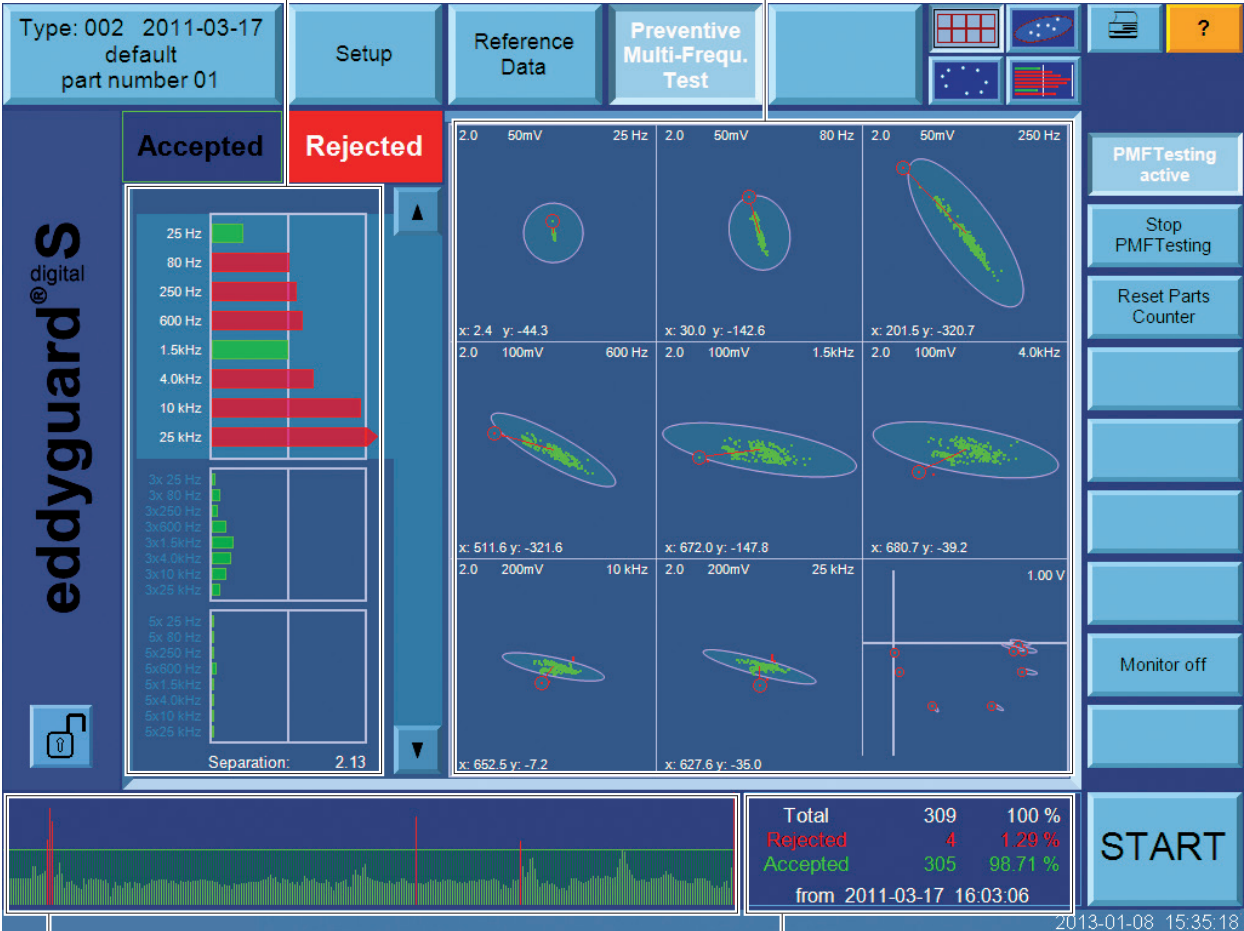 Type: 002 2011-03-17
default
part number 01
Setup
Reference
Data
Preventive
Multi-Frequ.
Test
?
Accepted
Rejected
eddyguard®S
digital
25 Hz
80 Hz
250 Hz
600 Hz
1.5kHz
4.0kHz
10 kHz
25 kHz
3x 25 Hz
3x 80 Hz
3x250 Hz
3x600 Hz
3x1.5kHz
3x4.0kHz
3x10 kHz
3x25 kHz
5x 25 Hz
5x 80 Hz
5x250 Hz
5x600 Hz
5x1.5kHz
5x4.0kHz
5x10 kHz
5x25 kHz
Separation: 2.13
2.0 50mV 25 Hz
x: 2.4 y: -44.3
2.0 50mV 80 Hz
x: 30.0 y: -142.6
2.0 50mV 250 Hz
x: 201.5 y: -320.7
2.0 100mV 600 Hz
x: 511.6 y: -321.6
2.0 100mV 1.5kHz
x: 672.0 y: -147.8
2.0 100mV 4.0kHz
x: 680.7 y: -39.2
2.0 200mV 10 kHz
x: 652.5 y: -7.2
2.0 200mV 25 kHz
x: 627.6 y: -35.0
1.00 V
PMFTesting
active
Stop
PMFTesting
Reset Parts
Counter
Monitor off
Total 309 100 %
Rejected 4 1.29 %
Accepted 305 98.71 %
from 2011-03-17 16:03:06
START
2013-01-08 15:35:18